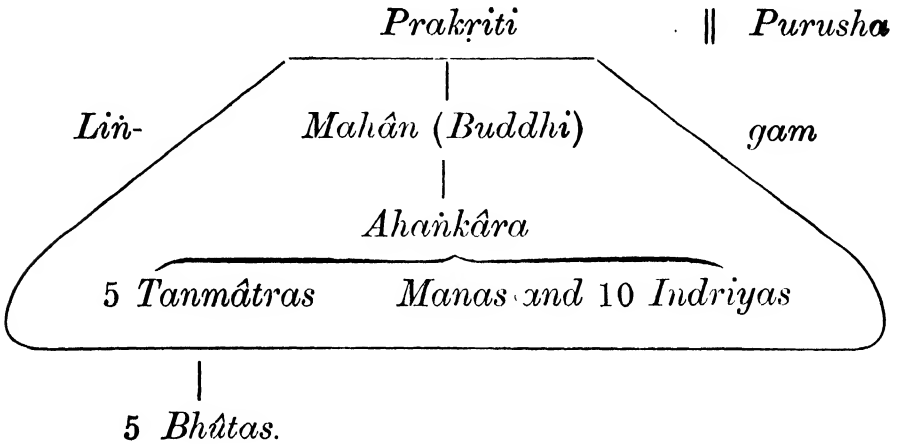 Prakṛiti || Purusha
Liṅ- Mahân (Buddhi) gam
Ahaṅkâra
5 Tanmâtras Manas and 10 Indriyas
5 Bhûtas.